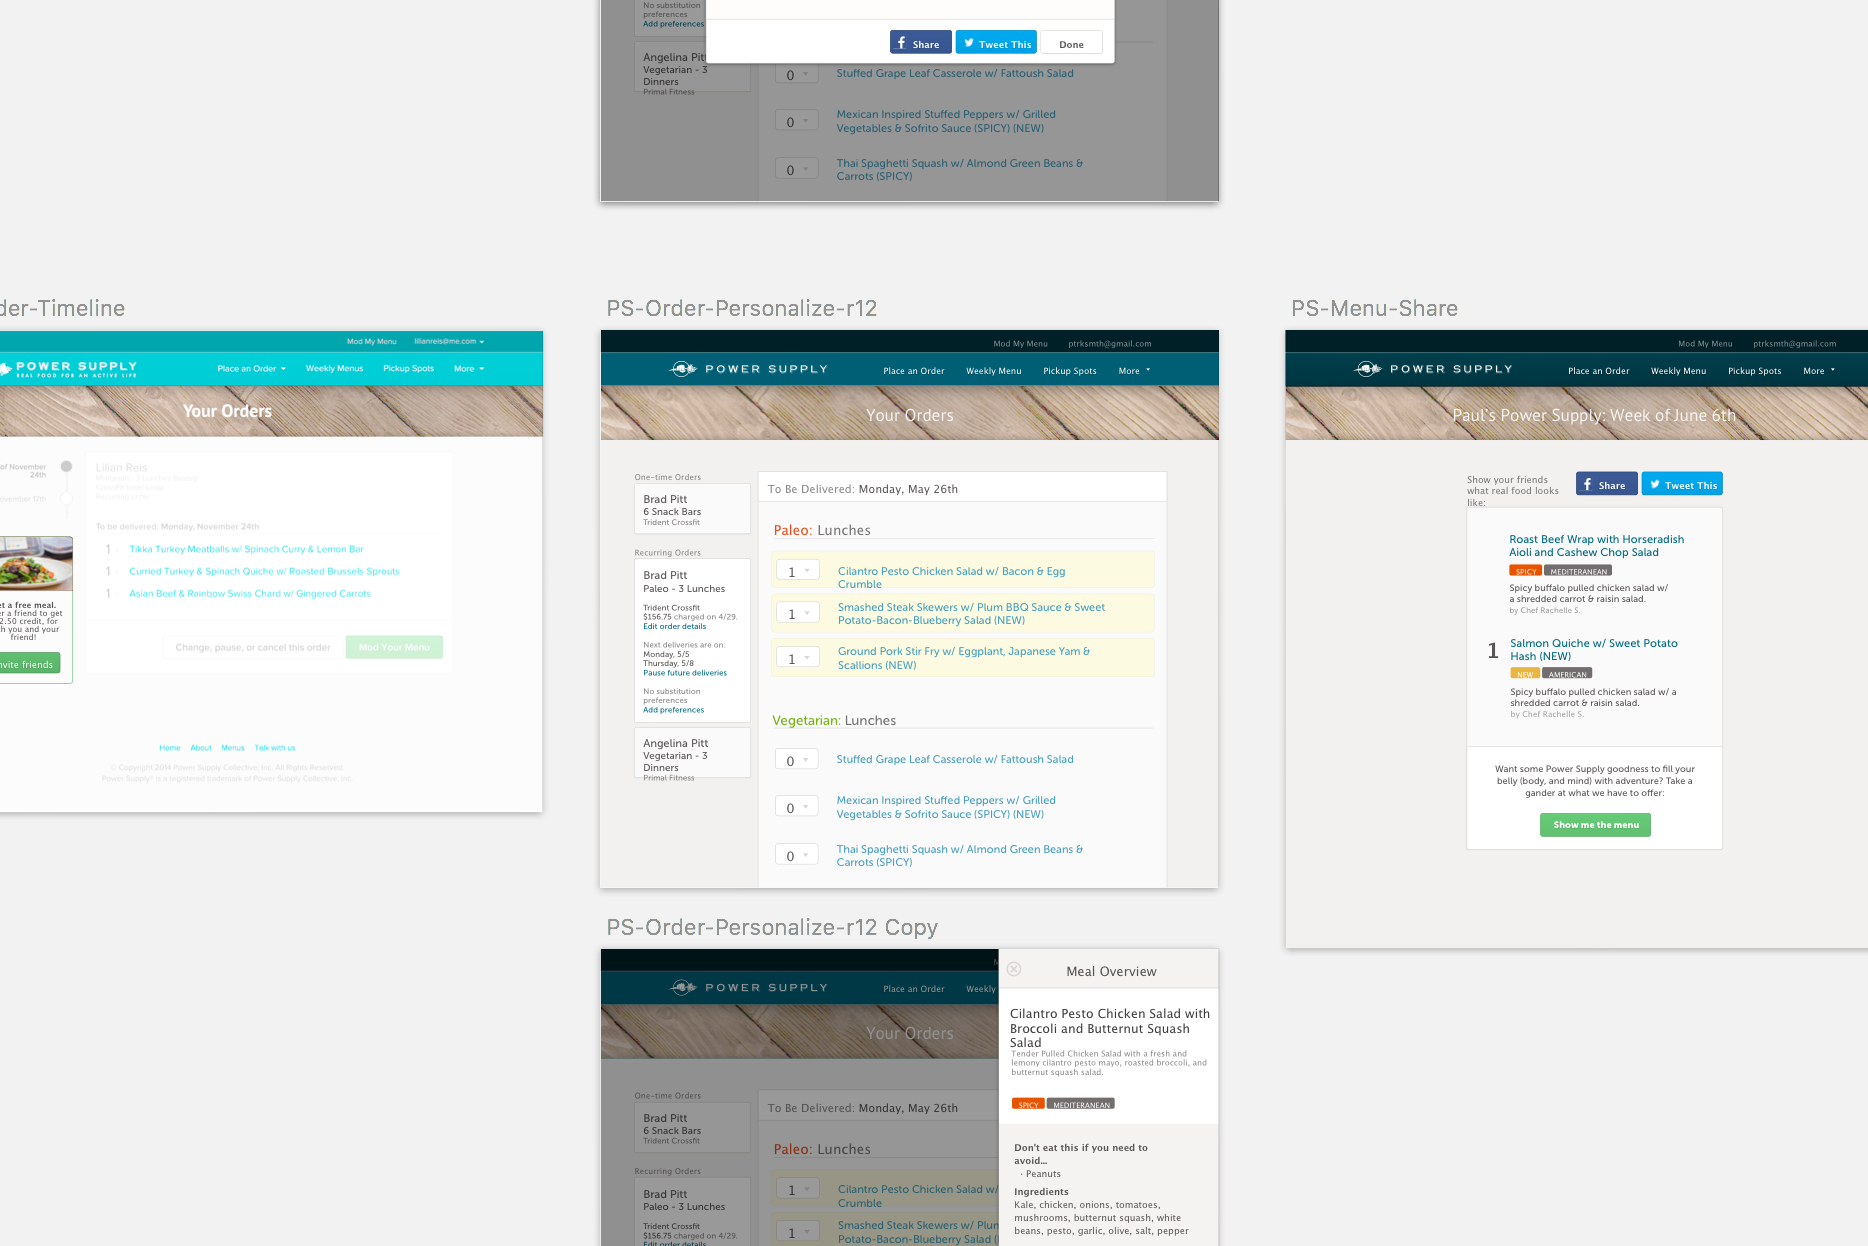 No substitution
preferences
Add preferences
Angelina Pitt
Vegetarian - 3
Dinners
Primal Fitness
Share
Tweet This
Done
0
Stuffed Grape Leaf Casserole w/ Fattoush Salad
0
Mexican Inspired Stuffed Peppers w/ Grilled
Vegetables & Sofrito Sauce (SPICY) (NEW)
0
Thai Spaghetti Squash w/ Almond Green Beans &
Carrots (SPICY)
der-Timeline
Mod My Menu
lilianreis@me.com
POWER SUPPLY
REAL FOOD FOR AN ACTIVE LIFE
Place an Order
Weekly Menus
Pickup Spots
More
Your Orders
of November
24th
ovember 17th
Lilian Reis
Recurring order
To be delivered: Monday, November 24th
1 Tikka Turkey Meatballs w/ Spinach Curry & Lemon Bar
1 Curried Turkey & Spinach Quiche w/ Roasted Brussels Sprouts
1 Asian Beef & Rainbow Swiss Chard w/ Gingered Carrots
Change, pause, or cancel this order
Mod Your Menu
et a free meal.
er a friend to get
2.50 credit, for
h you and your
friend!
nvite friends
Home About Menus Talk with us
© Copyright 2014 Power Supply Collective, Inc. All Rights Reserved.
Power Supply® is a registered trademark of Power Supply Collective, Inc.
PS-Order-Personalize-r12
Mod My Menu
ptrksmth@gmail.com
POWER SUPPLY
Place an Order
Weekly Menu
Pickup Spots
More
Your Orders
One-time Orders
Brad Pitt
6 Snack Bars
Trident Crossfit
Recurring Orders
Brad Pitt
Paleo - 3 Lunches
Trident Crossfit
$156.75 charged on 4/29.
Edit order details
Next deliveries are on:
Monday, 5/5
Thursday, 5/8
Pause future deliveries
No substitution
preferences
Add preferences
Angelina Pitt
Vegetarian - 3
Dinners
Primal Fitness
To Be Delivered: Monday, May 26th
Paleo: Lunches
1
Cilantro Pesto Chicken Salad w/ Bacon & Egg
Crumble
1
Smashed Steak Skewers w/ Plum BBQ Sauce & Sweet
Potato-Bacon-Blueberry Salad (NEW)
1
Ground Pork Stir Fry w/ Eggplant, Japanese Yam &
Scallions (NEW)
Vegetarian: Lunches
0
Stuffed Grape Leaf Casserole w/ Fattoush Salad
0
Mexican Inspired Stuffed Peppers w/ Grilled
Vegetables & Sofrito Sauce (SPICY) (NEW)
0
Thai Spaghetti Squash w/ Almond Green Beans &
Carrots (SPICY)
PS-Menu-Share
Mod My Menu
ptrksmth@gmail.com
POWER SUPPLY
Place an Order
Weekly Menu
Pickup Spots
More
Paul's Power Supply: Week of June 6th
Show your friends
what real food looks
like:
Share
Tweet This
Roast Beef Wrap with Horseradish
Aioli and Cashew Chop Salad
SPICY
MEDITERANEAN
Spicy buffalo pulled chicken salad w/
a shredded carrot & raisin salad.
by Chef Rachelle S.
1
Salmon Quiche w/ Sweet Potato
Hash (NEW)
NEW
AMERICAN
Spicy buffalo pulled chicken salad w/ a
shredded carrot & raisin salad.
by Chef Rachelle S.
Want some Power Supply goodness to fill your
belly (body, and mind) with adventure? Take a
gander at what we have to offer:
Show me the menu
PS-Order-Personalize-r12 Copy
POWER SUPPLY
Place an Order
Weekly
Your Orders
One-time Orders
Brad Pitt
6 Snack Bars
Trident Crossfit
Recurring Orders
Brad Pitt
Paleo - 3 Lunches
Trident Crossfit
$156.75 charged on 4/29.
Edit order details
To Be Delivered: Monday, May 26th
Paleo: Lunches
1
Cilantro Pesto Chicken Salad w/
Crumble
1
Smashed Steak Skewers w/ Plum
Potato-Bacon-Blueberry Salad (
Meal Overview
Cilantro Pesto Chicken Salad with
Broccoli and Butternut Squash
Salad
Tender Pulled Chicken Salad with a fresh and
lemony cilantro pesto mayo, roasted broccoli, and
butternut squash salad.
SPICY
MEDITERANEAN
Don't eat this if you need to
avoid...
· Peanuts
Ingredients
Kale, chicken, onions, tomatoes,
mushrooms, butternut squash, white
beans, pesto, garlic, olive, salt, pepper